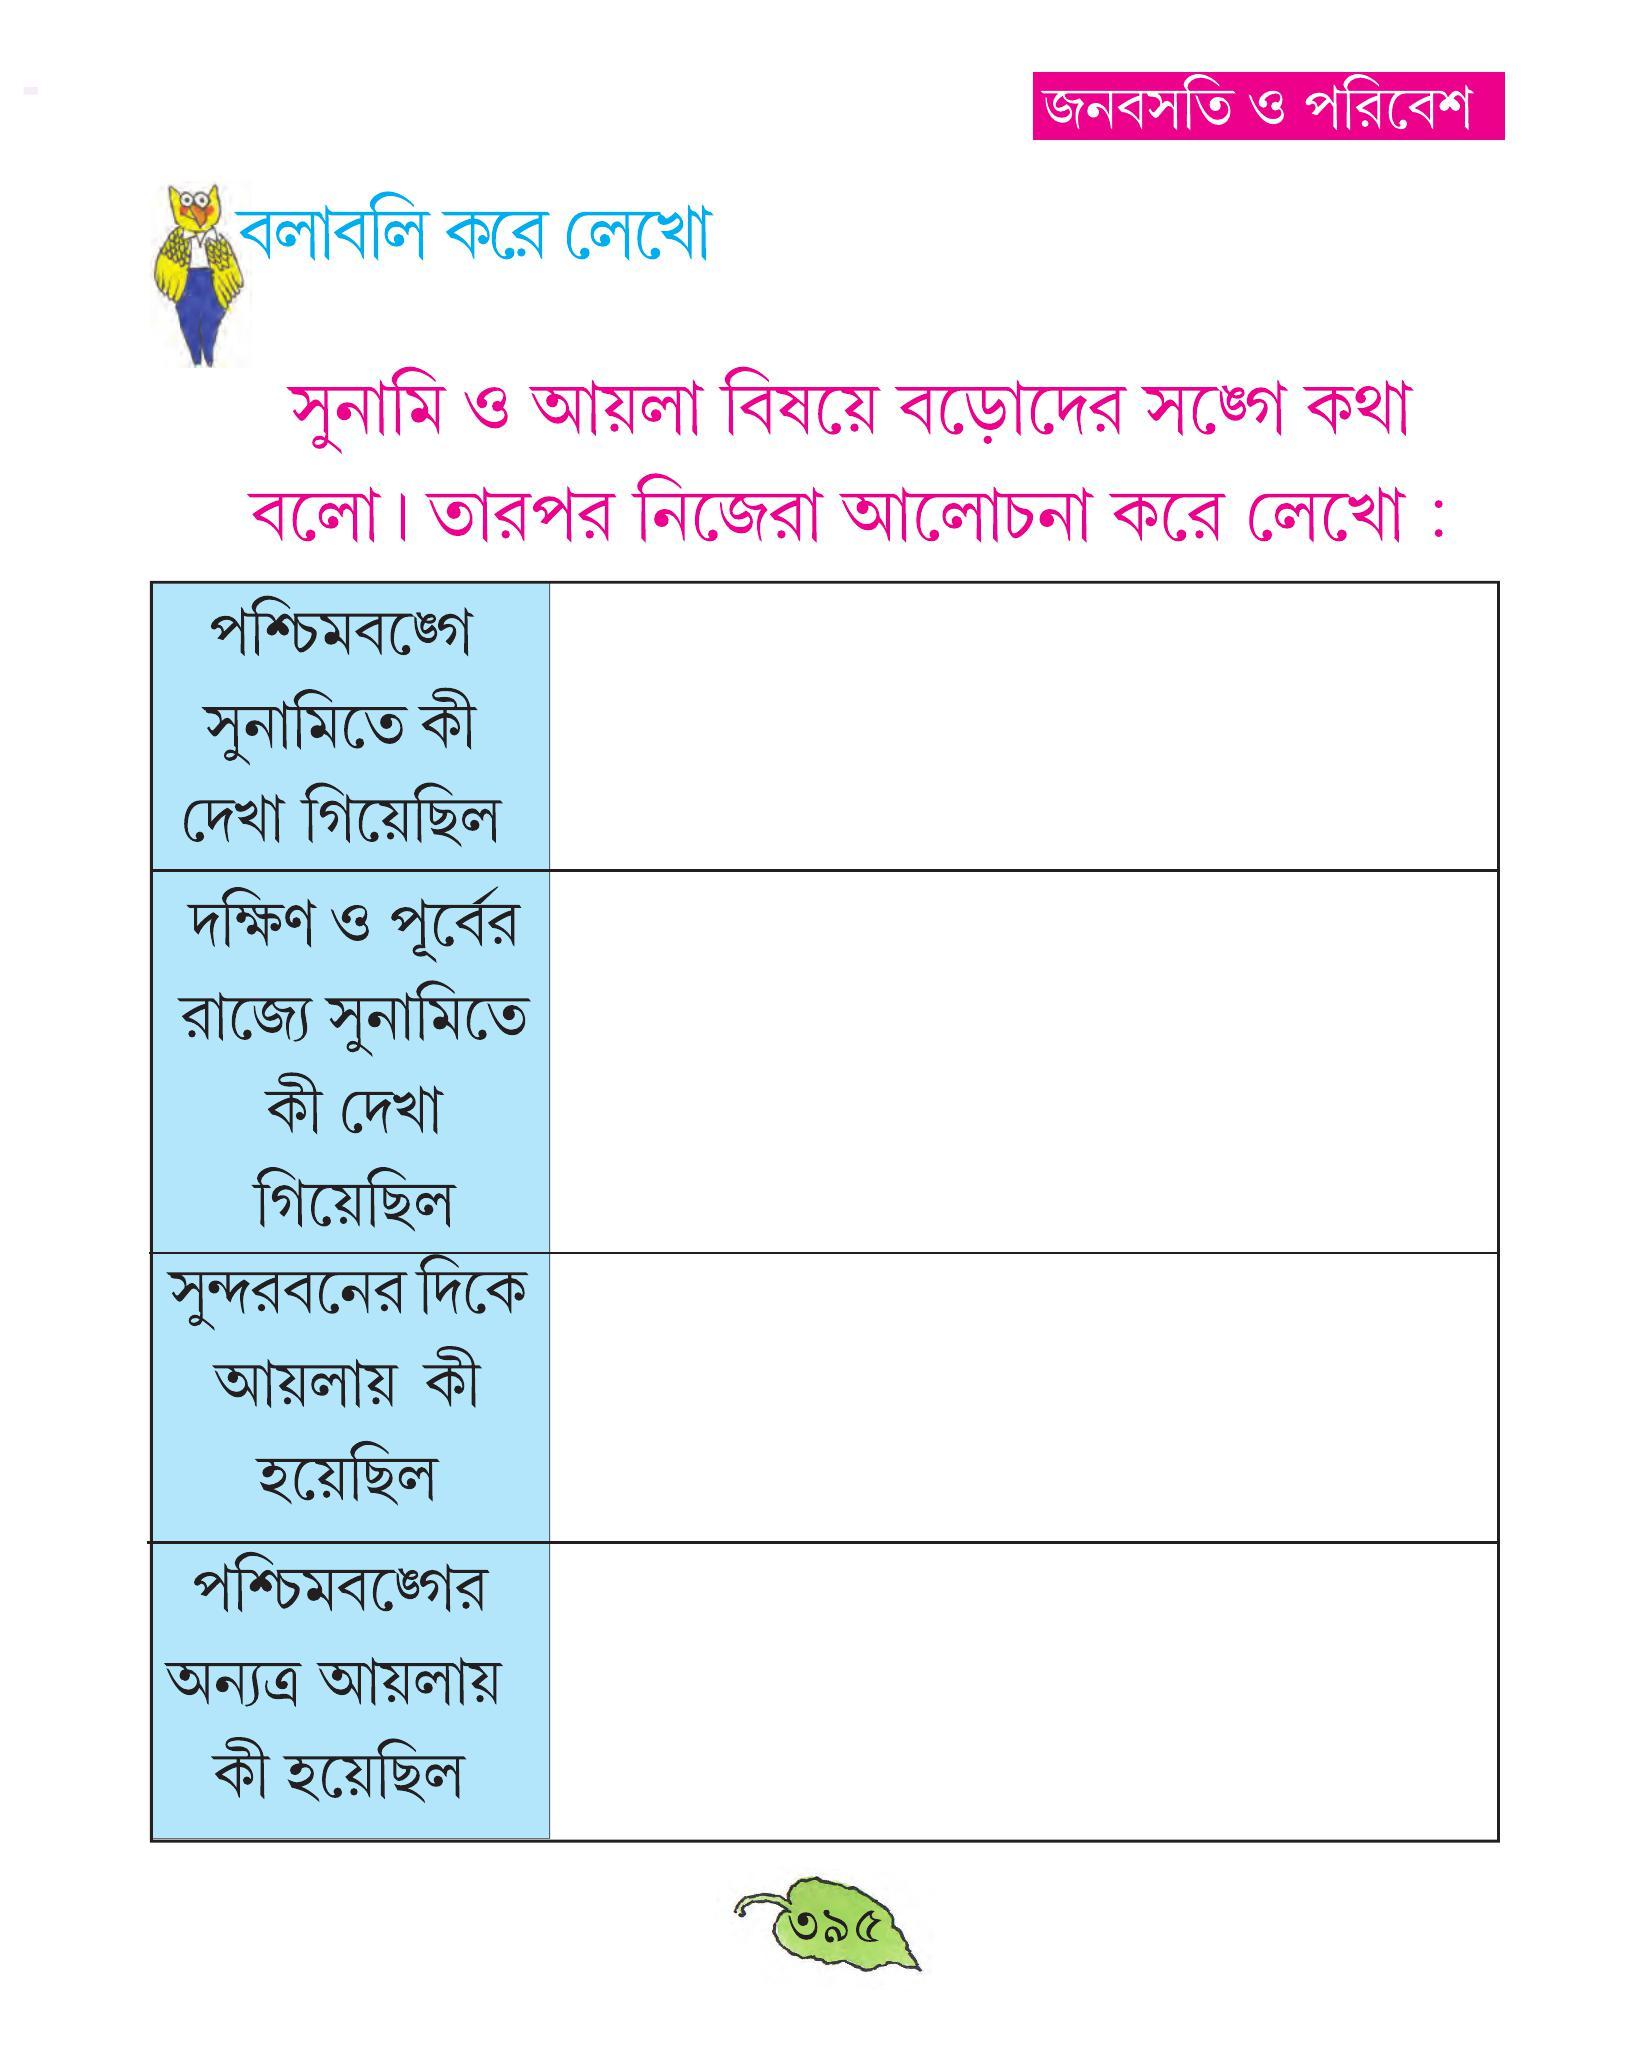 জনবসতি ও পরিবেশ
বলাবলি করে লেখো
সুনামি ও আয়লা বিষয়ে বড়োদের সঙ্গে কথা
বলো। তারপর নিজেরা আলোচনা করে লেখো :
পশ্চিমবঙ্গে
সুনামিতে কী
দেখা গিয়েছিল
দক্ষিণ ও পূর্বের
রাজ্যে সুনামিতে
কী দেখা
গিয়েছিল
সুন্দরবনের দিকে
আয়লায় কী
হয়েছিল
পশ্চিমবঙ্গের
অন্যত্র আয়লায়
কী হয়েছিল
৩৯৫